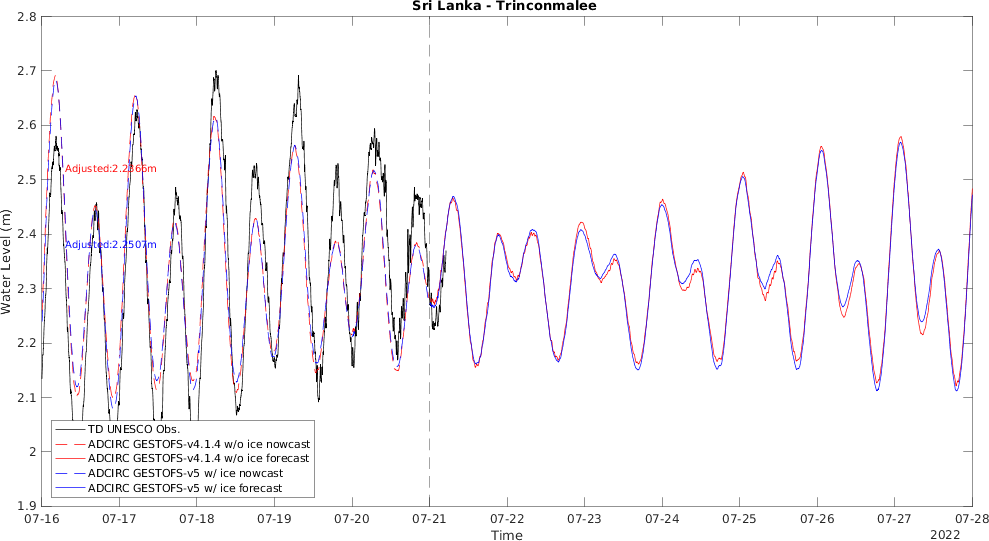 Sri Lanka - Trinconmalee
2.8
2.7
2.6
2.5
2.4
2.3
2.2
2.1
2
1.9
Water Level (m)
Adjusted:2.2366m
Adjusted:2.2507m
TD UNESCO Obs.
ADCIRC GESTOFS-v4.1.4 w/o ice nowcast
ADCIRC GESTOFS-v4.1.4 w/o ice forecast
ADCIRC GESTOFS-v5 w/ ice nowcast
ADCIRC GESTOFS-v5 w/ ice forecast
07-16 07-17 07-18 07-19 07-20 07-21 07-22 07-23 07-24 07-25 07-26 07-27 07-28
Time
2022